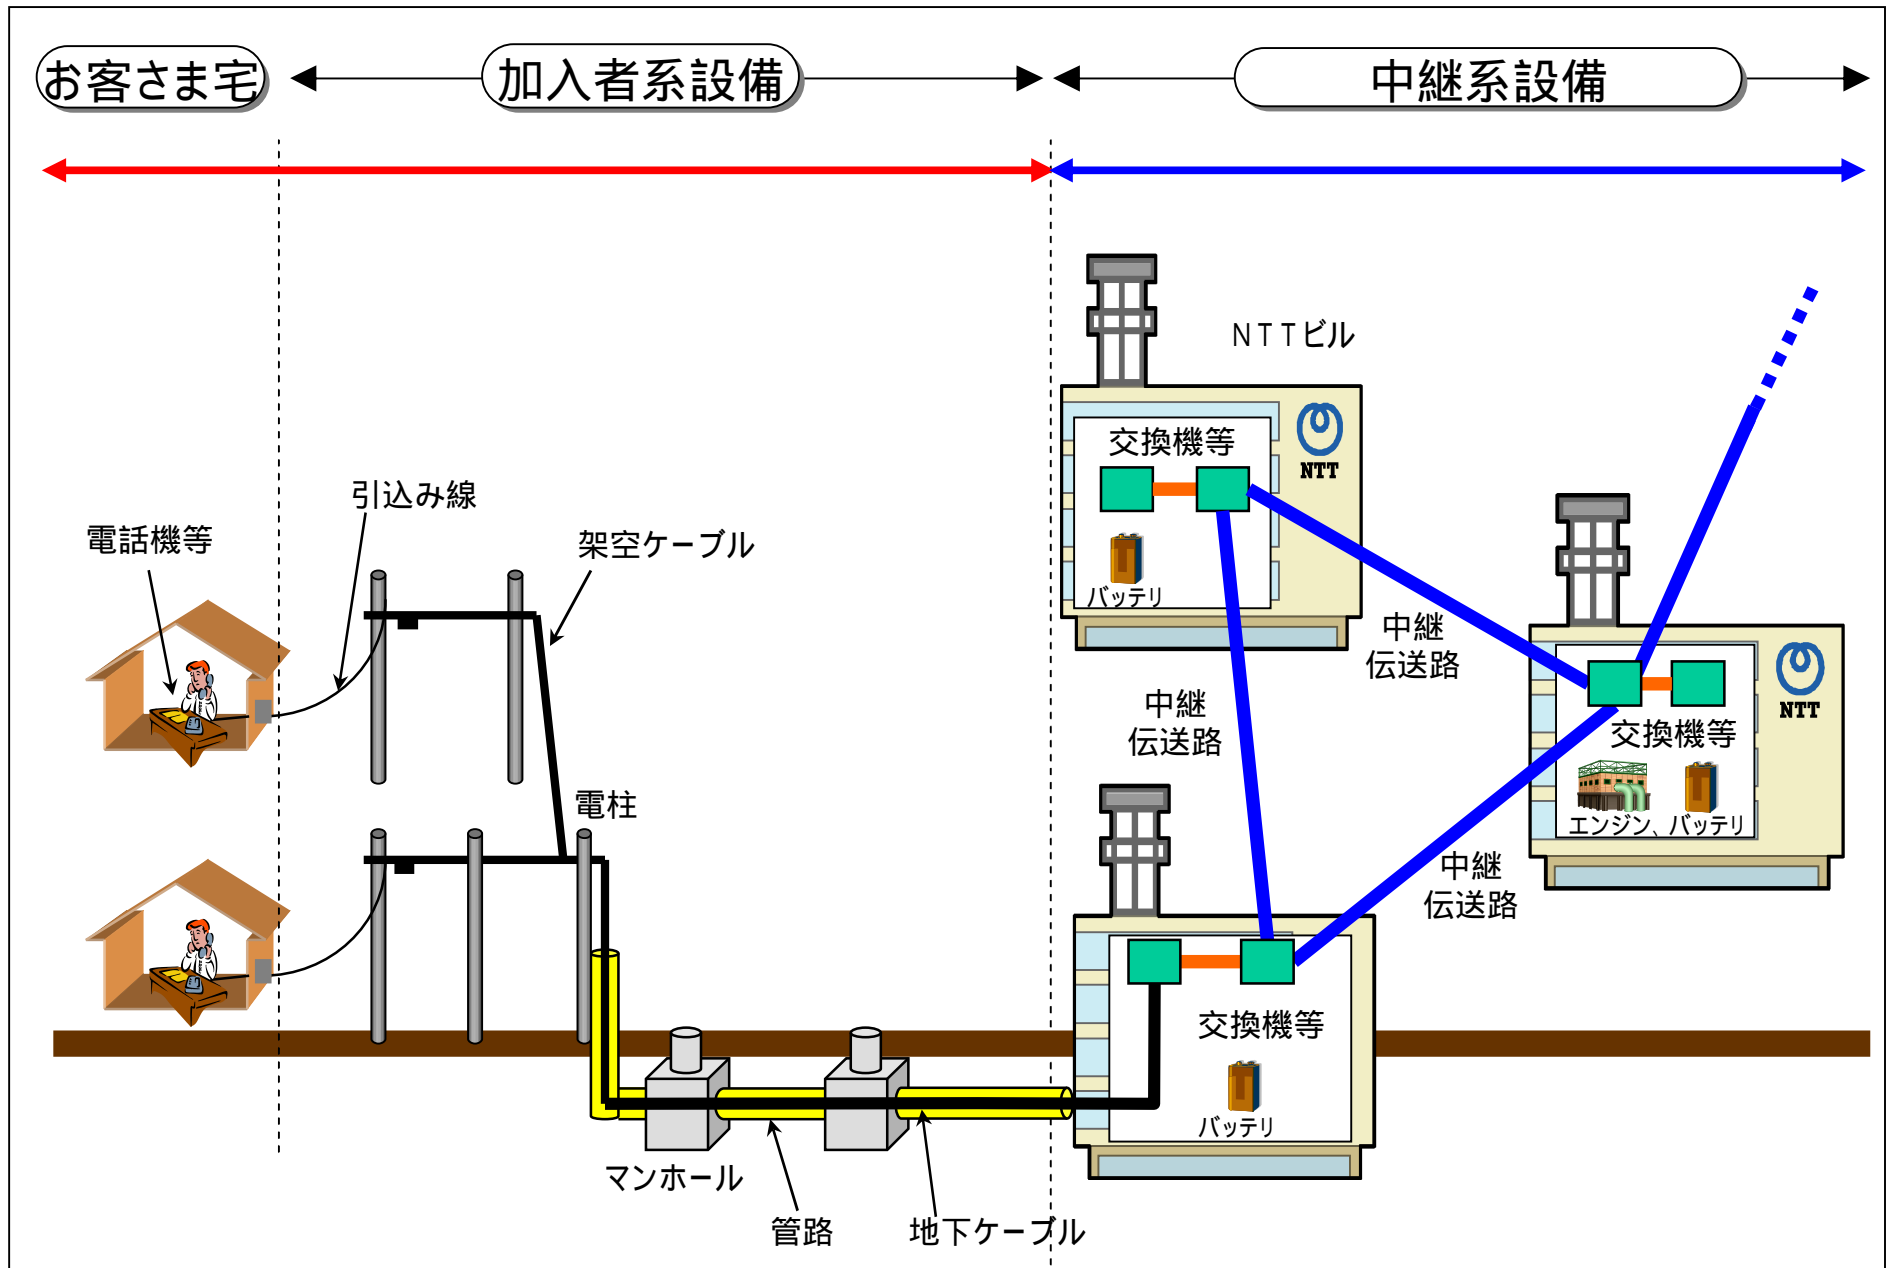 お客さま宅
加入者系設備
中継系設備
NTTビル
交換機等
NTT
バッテリ
引込み線
電話機等
架空ケーブル
中継
伝送路
中継
伝送路
NTT
交換機等
エンジン、バッテリ
電柱
中継
伝送路
交換機等
バッテリ
マンホール
管路
地下ケーブル